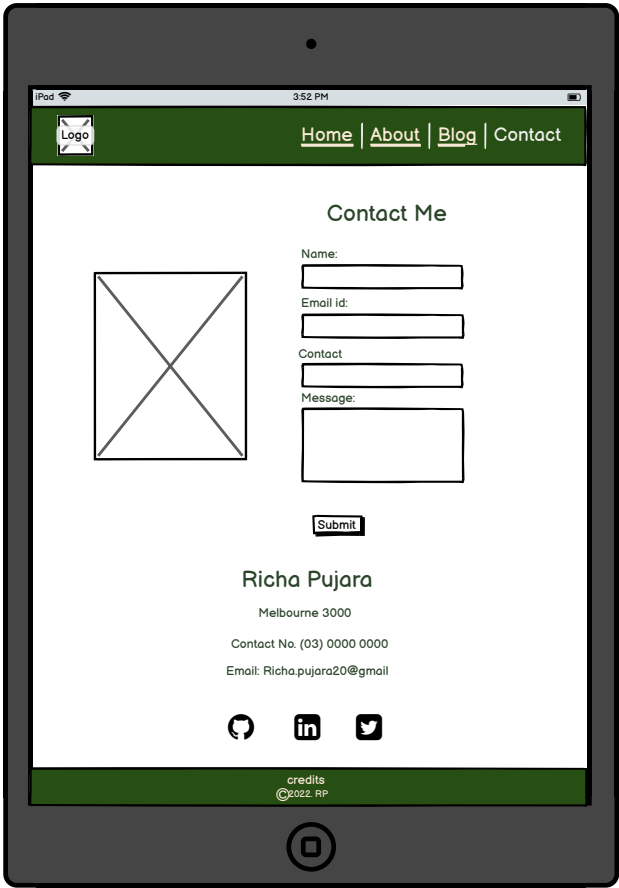 iPad 3:52 PM
Logo Home About Blog Contact
Contact Me
Name:
Email id:
Contact
Message:
Submit
Richa Pujara
Melbourne 3000
Contact No. (03) 0000 0000
Email: Richa.pujara20@gmail
in
credits
©2022. RP